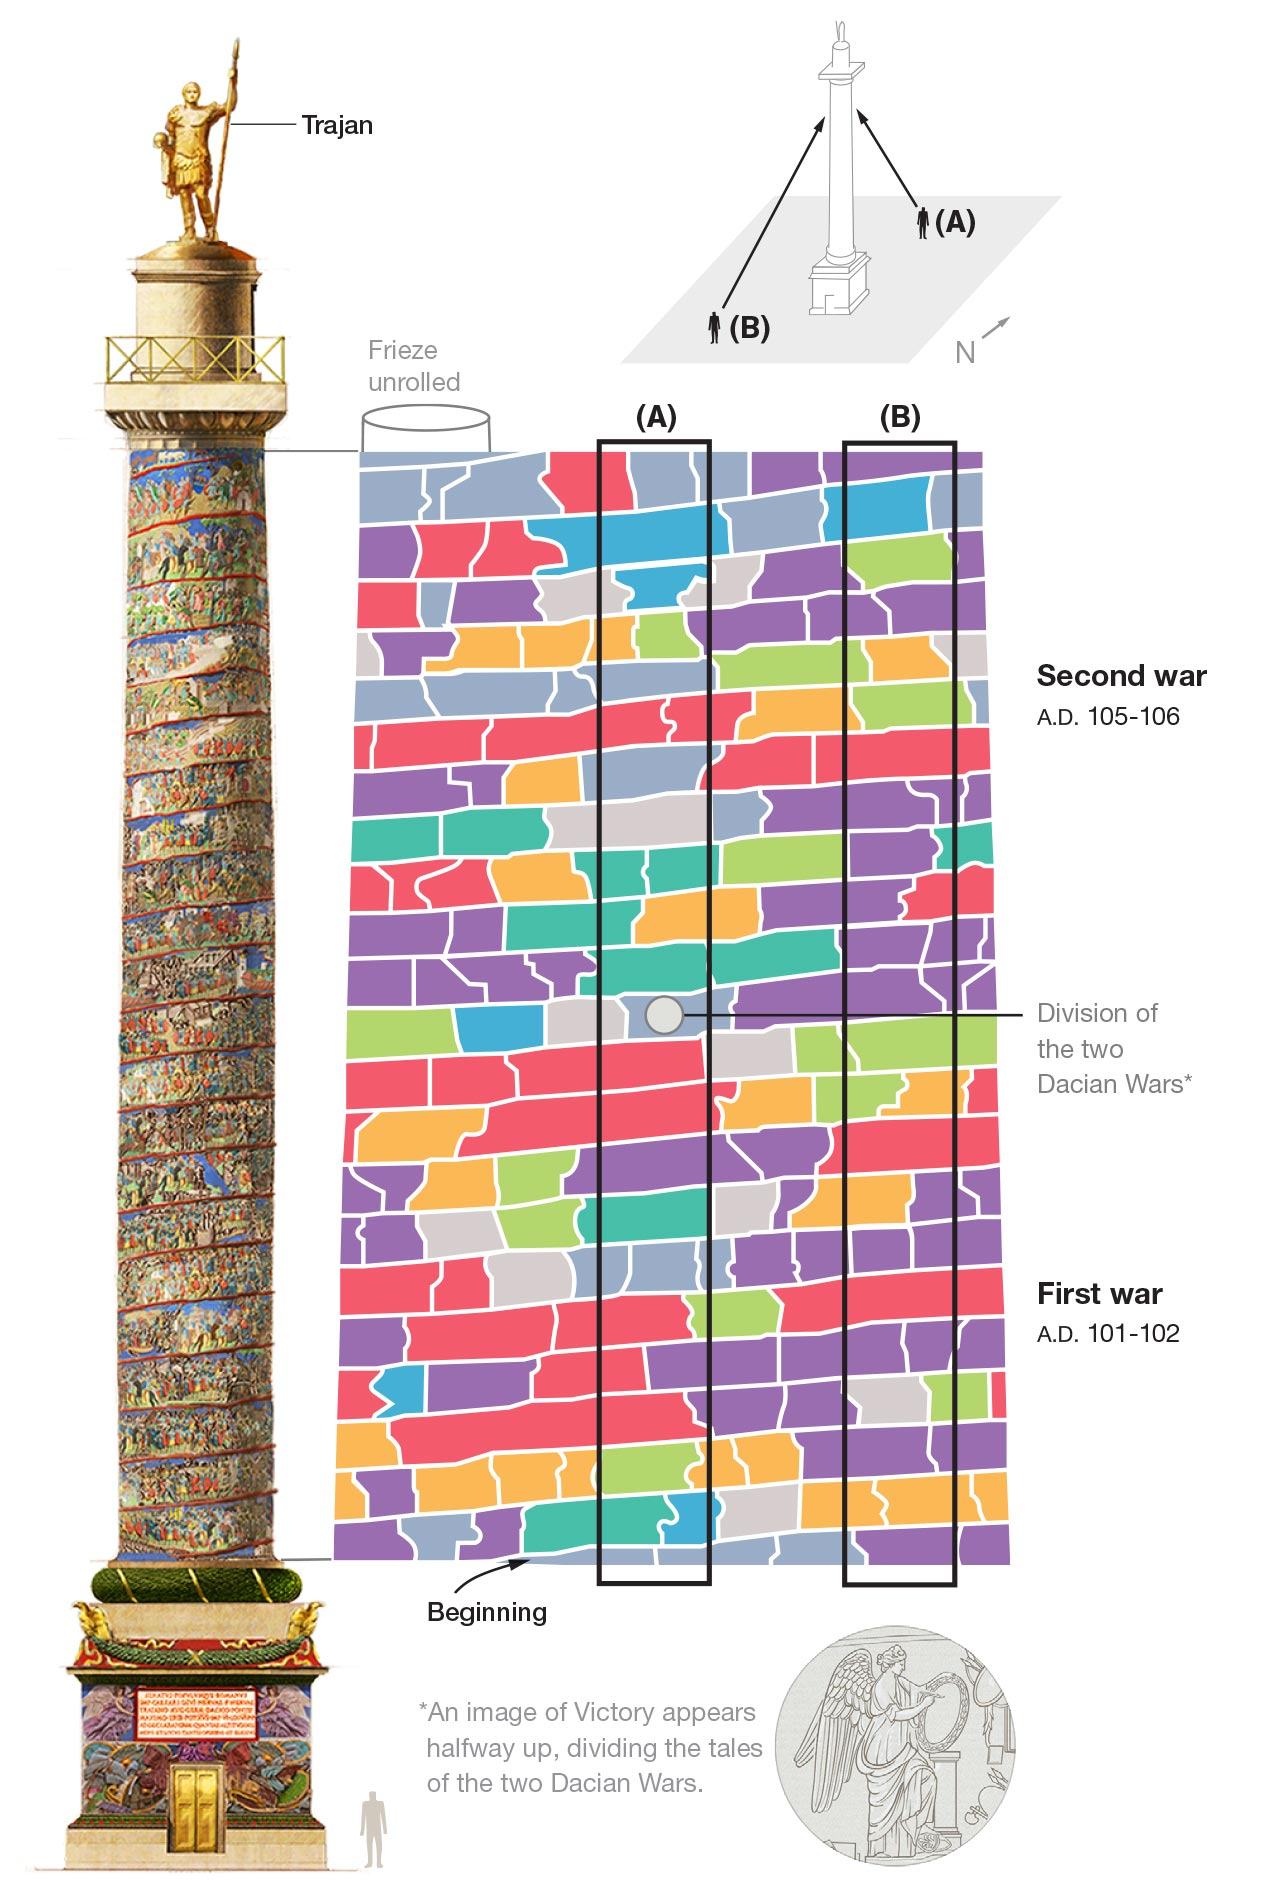 Trajan
(A)
(B)
N
Frieze
unrolled
(A)
(B)
Second war
A.D. 105-106
Division of
the two
Dacian Wars*
First war
A.D. 101-102
Beginning
*An image of Victory appears
halfway up, dividing the tales
of the two Dacian Wars.